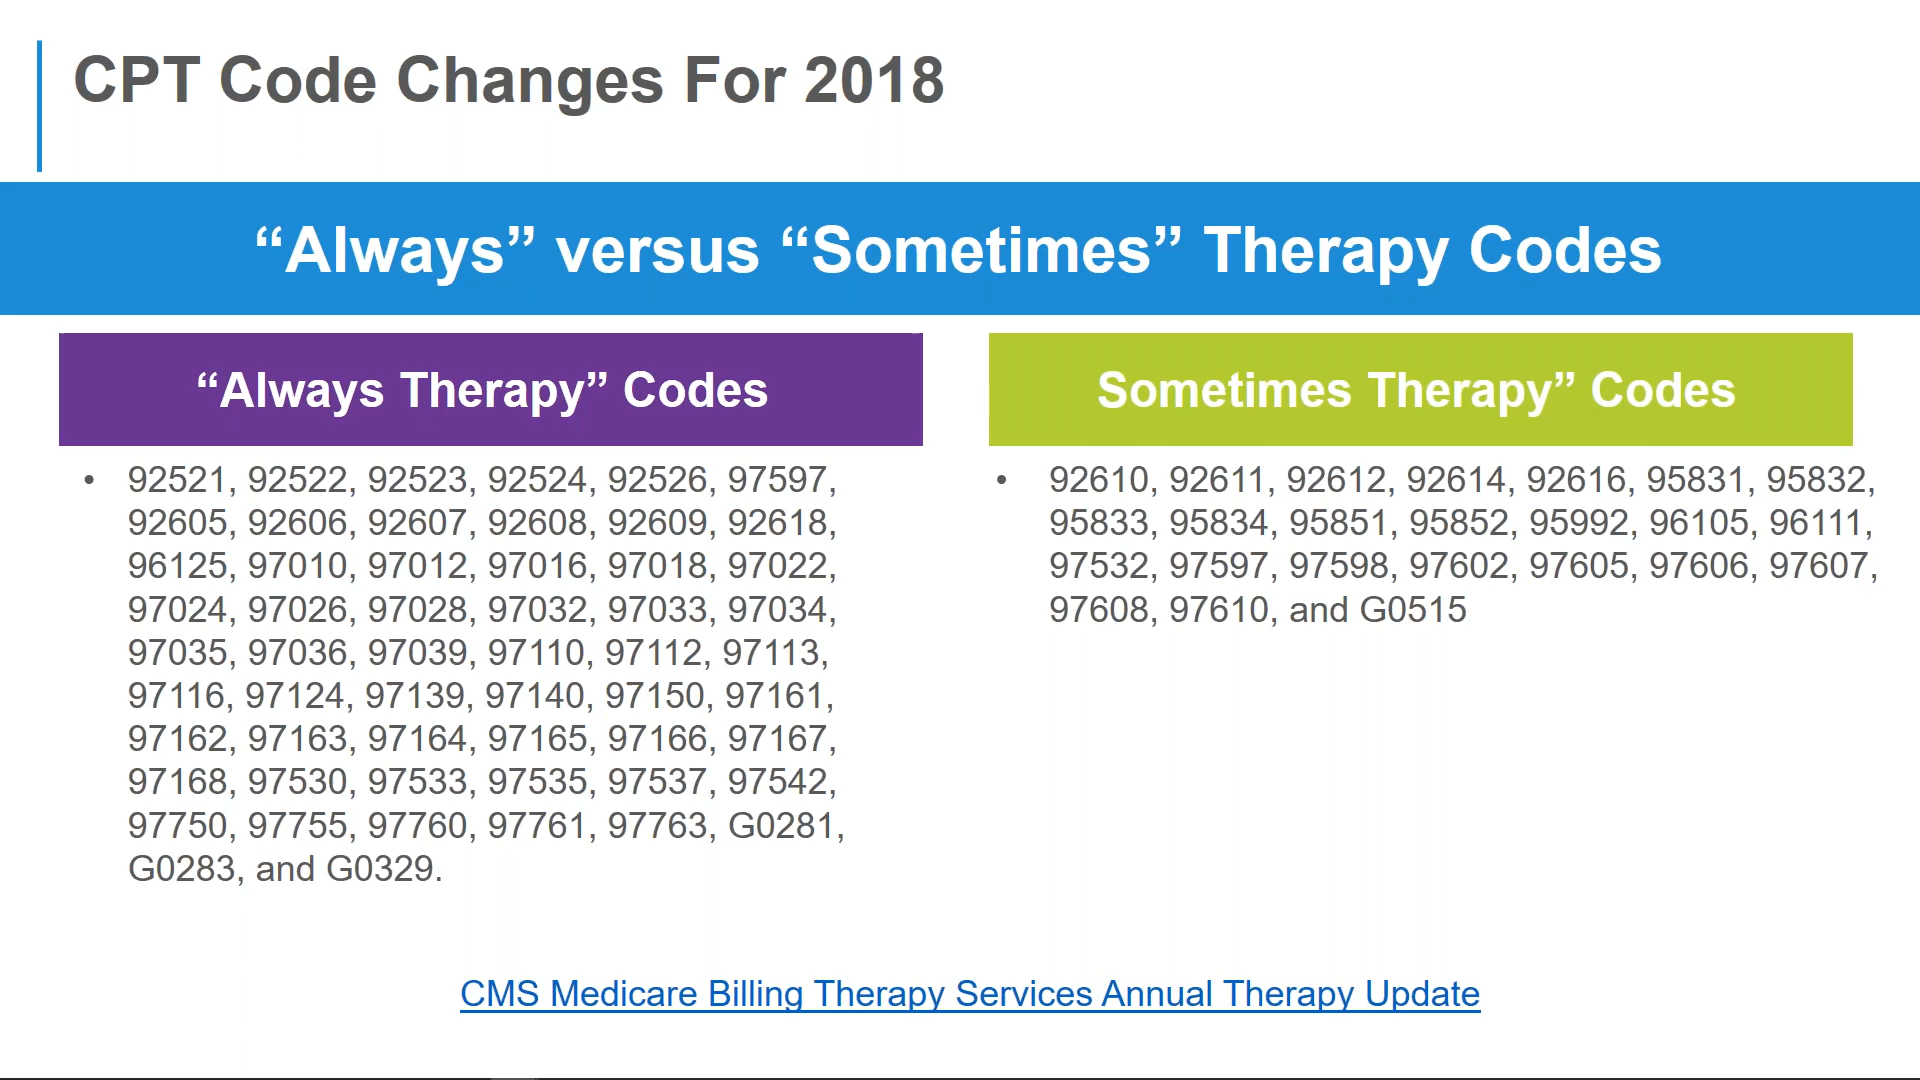 CPT Code Changes For 2018
“Always” versus “Sometimes” Therapy Codes
“Always Therapy” Codes
• 92521, 92522, 92523, 92524, 92526, 97597,
92605, 92606, 92607, 92608, 92609, 92618,
96125, 97010, 97012, 97016, 97018, 97022,
97024, 97026, 97028, 97032, 97033, 97034,
97035, 97036, 97039, 97110, 97112, 97113,
97116, 97124, 97139, 97140, 97150, 97161,
97162, 97163, 97164, 97165, 97166, 97167,
97168, 97530, 97533, 97535, 97537, 97542,
97750, 97755, 97760, 97761, 97763, G0281,
G0283, and G0329.
Sometimes Therapy” Codes
• 92610, 92611, 92612, 92614, 92616, 95831, 95832,
95833, 95834, 95851, 95852, 95992, 96105, 96111,
97532, 97597, 97598, 97602, 97605, 97606, 97607,
97608, 97610, and G0515
CMS Medicare Billing Therapy Services Annual Therapy Update